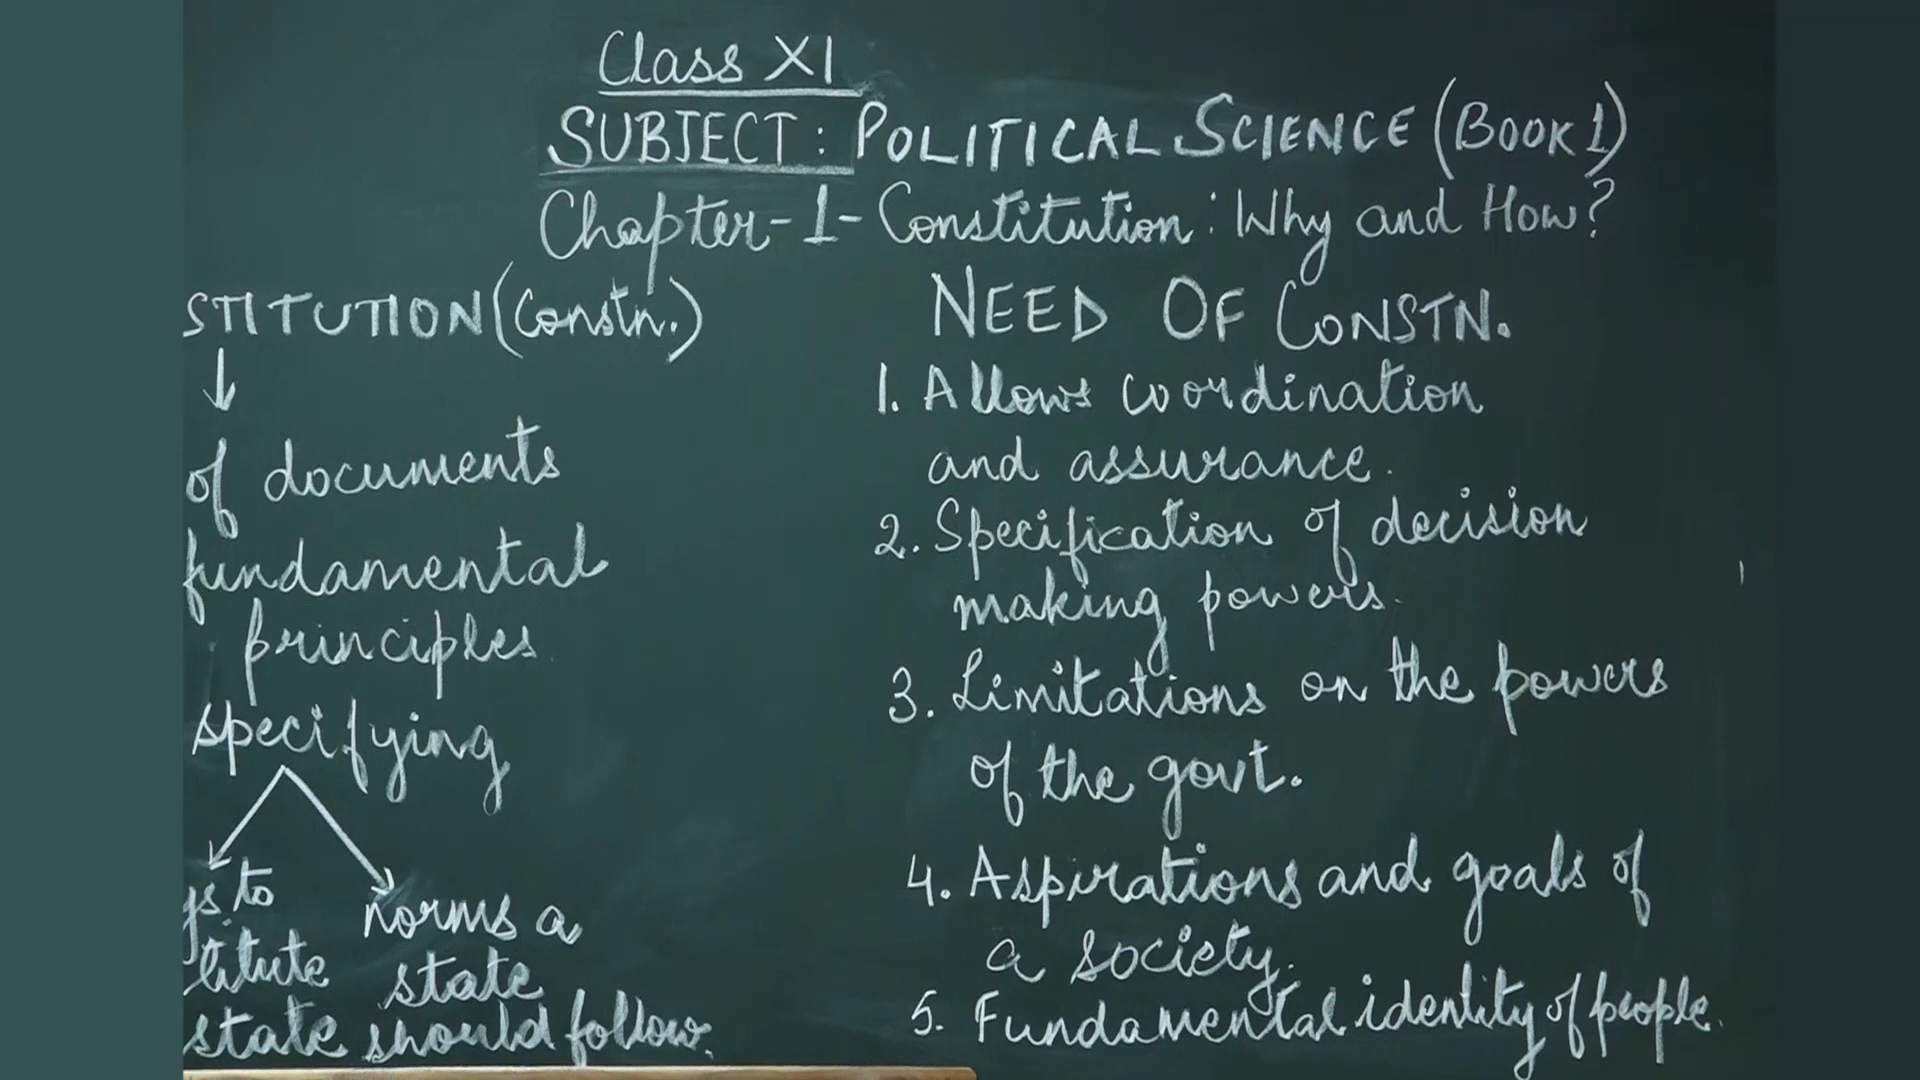 Class XI
SUBJECT: POLITICAL SCIENCE (BOOK 1)
Chapter-1-Constitution: Why and How?
STITUTION (Constn.)
↓
of documents
fundamental
principles
specifying
ys to
titute
state
norms a
state
should follow.
NEED OF CONSTN.
1. Allows coordination
and assurance.
2. Specification of decision
making powers.
3. Limitations on the powers
of the govt.
4. Aspirations and goals of
a society.
5. Fundamental identity of people.